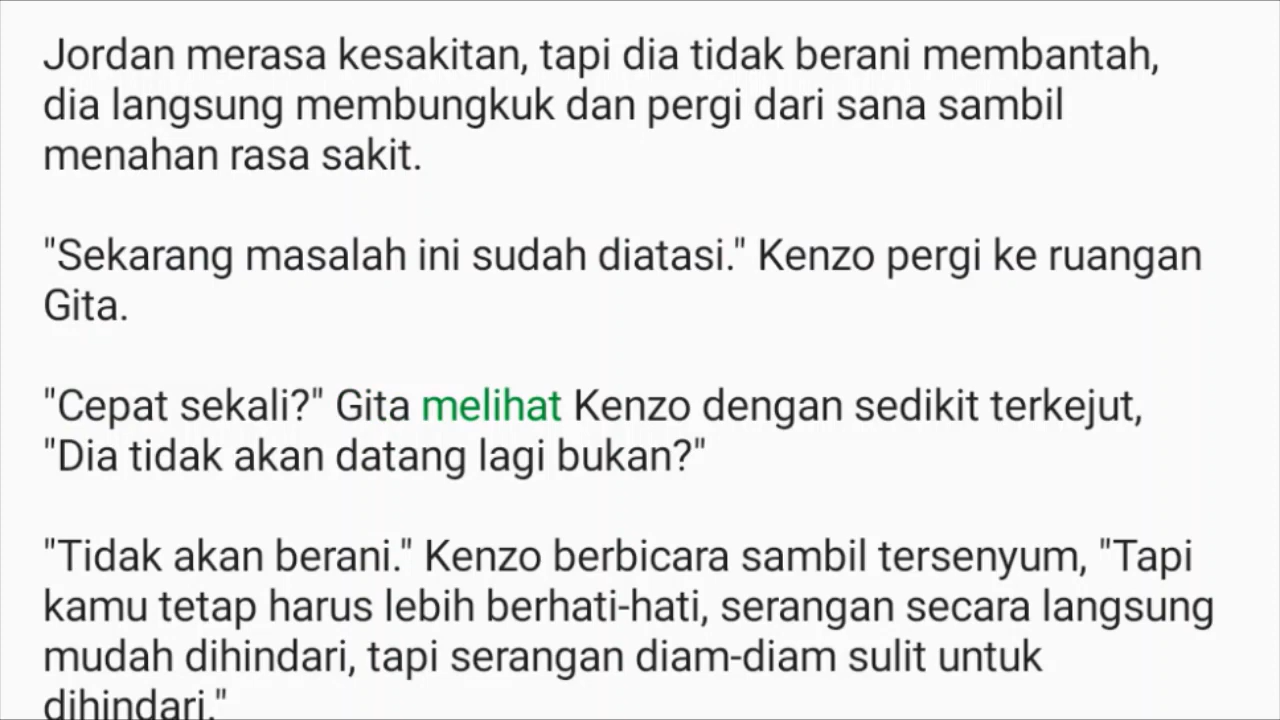 Jordan merasa kesakitan, tapi dia tidak berani membantah,
dia langsung membungkuk dan pergi dari sana sambil
menahan rasa sakit.
"Sekarang masalah ini sudah diatasi." Kenzo pergi ke ruangan
Gita.
"Cepat sekali?" Gita melihat Kenzo dengan sedikit terkejut,
"Dia tidak akan datang lagi bukan?"
"Tidak akan berani." Kenzo berbicara sambil tersenyum, "Tapi
kamu tetap harus lebih berhati-hati, serangan secara langsung
mudah dihindari, tapi serangan diam-diam sulit untuk
dihindari."